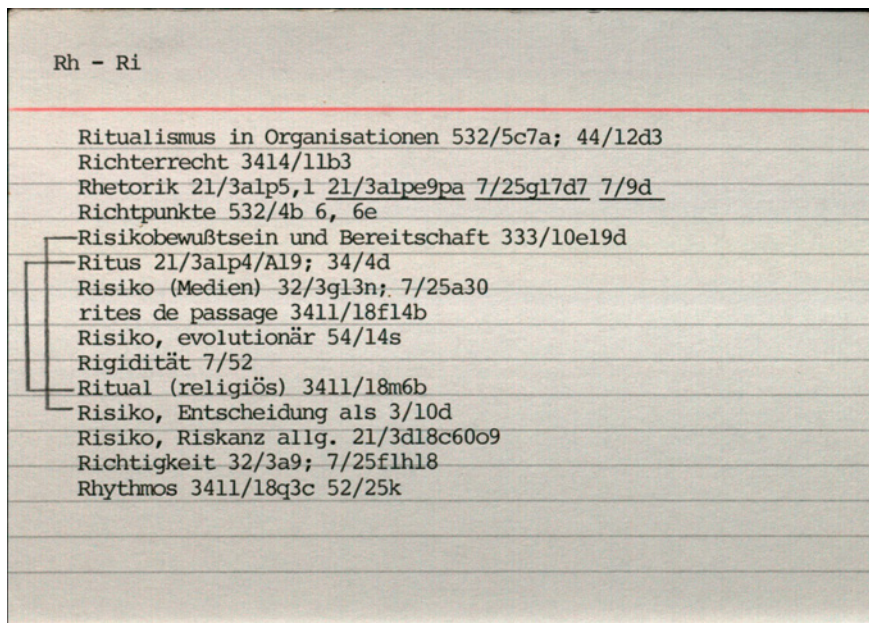 Rh - Ri
Ritualismus in Organisationen 532/5c7a; 44/12d3
Richterrecht 3414/11b3
Rhetorik 21/3a1p5,1 21/3a1pe9pa 7/25g17d7 7/9d
Richtpunkte 532/4b 6, 6e
Risikobewußtsein und Bereitschaft 333/10e19d
Ritus 21/3a1p4/A19; 34/4d
Risiko (Medien) 32/3g13n; 7/25a30
rites de passage 3411/18f14b
Risiko, evolutionär 54/14s
Rigidität 7/52
Ritual (religiös) 3411/18m6b
Risiko, Entscheidung als 3/10d
Risiko, Riskanz allg. 21/3d18c60o9
Richtigkeit 32/3a9; 7/25f1h18
Rhythmos 3411/18q3c 52/25k